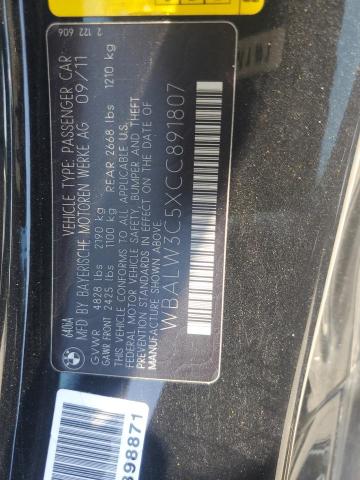 640iA
VEHICLE TYPE: PASSENGER CAR
MFD BY BAYERISCHE MOTOREN WERKE AG 09/11
GVWR 4828 lbs 2190 kg
GAWR FRONT 2425 lbs 1100 kg REAR 2668 lbs 1210 kg
THIS VEHICLE CONFORMS TO ALL APPLICABLE U.S.
FEDERAL MOTOR VEHICLE SAFETY, BUMPER AND THEFT
PREVENTION STANDARDS IN EFFECT ON THE DATE OF
MANUFACTURE SHOWN ABOVE.
WBALW3C5XCC891807
2 122 606
898871